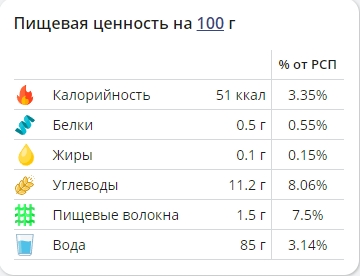 Пищевая ценность на 100 г
% от РСП
Калорийность 51 ккал 3.35%
Белки 0.5 г 0.55%
Жиры 0.1 г 0.15%
Углеводы 11.2 г 8.06%
Пищевые волокна 1.5 г 7.5%
Вода 85 г 3.14%